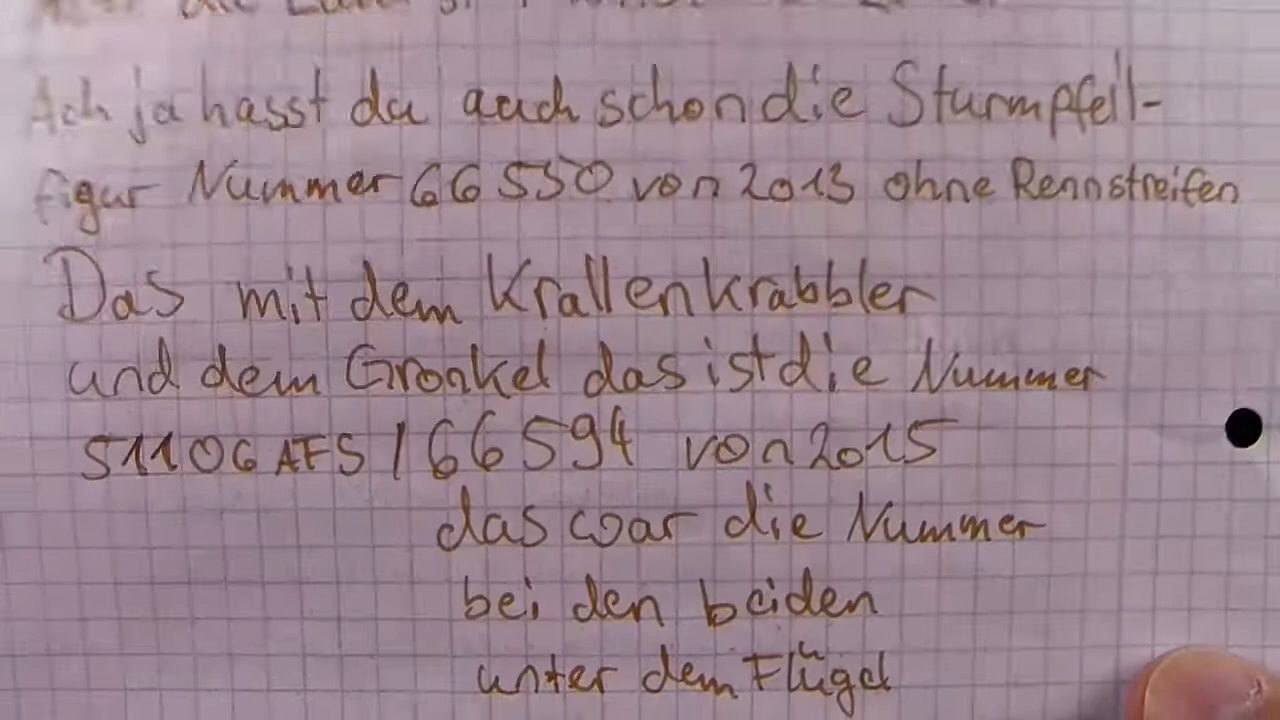 die
Ach ja hasst du auch schon die Sturmpfeil-
figur Nummer 66550 von 2013 ohne Rennstreifen
Das mit dem Krallenkrabbler
und dem Gronkel das ist die Nummer
51106AFS / 66594 von 2015
das war die Nummer
bei den beiden
unter dem Flügel